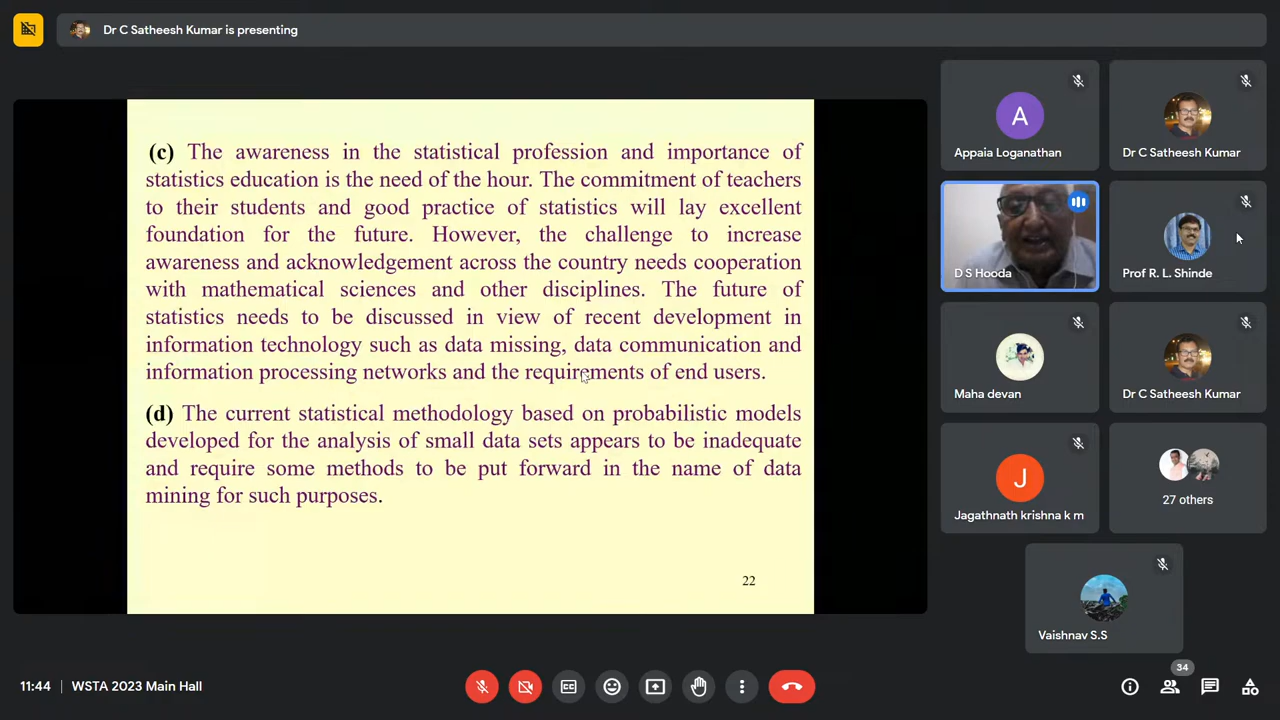 Dr C Satheesh Kumar is presenting
(c) The awareness in the statistical profession and importance of
statistics education is the need of the hour. The commitment of teachers
to their students and good practice of statistics will lay excellent
foundation for the future. However, the challenge to increase
awareness and acknowledgement across the country needs cooperation
with mathematical sciences and other disciplines. The future of
statistics needs to be discussed in view of recent development in
information technology such as data missing, data communication and
information processing networks and the requirements of end users.
(d) The current statistical methodology based on probabilistic models
developed for the analysis of small data sets appears to be inadequate
and require some methods to be put forward in the name of data
mining for such purposes.
22
A
Appaia Loganathan
Dr C Satheesh Kumar
D S Hooda
Prof R. L. Shinde
Maha devan
Dr C Satheesh Kumar
J
Jagathnath krishna k m
27 others
Vaishnav S.S
11:44 | WSTA 2023 Main Hall
34